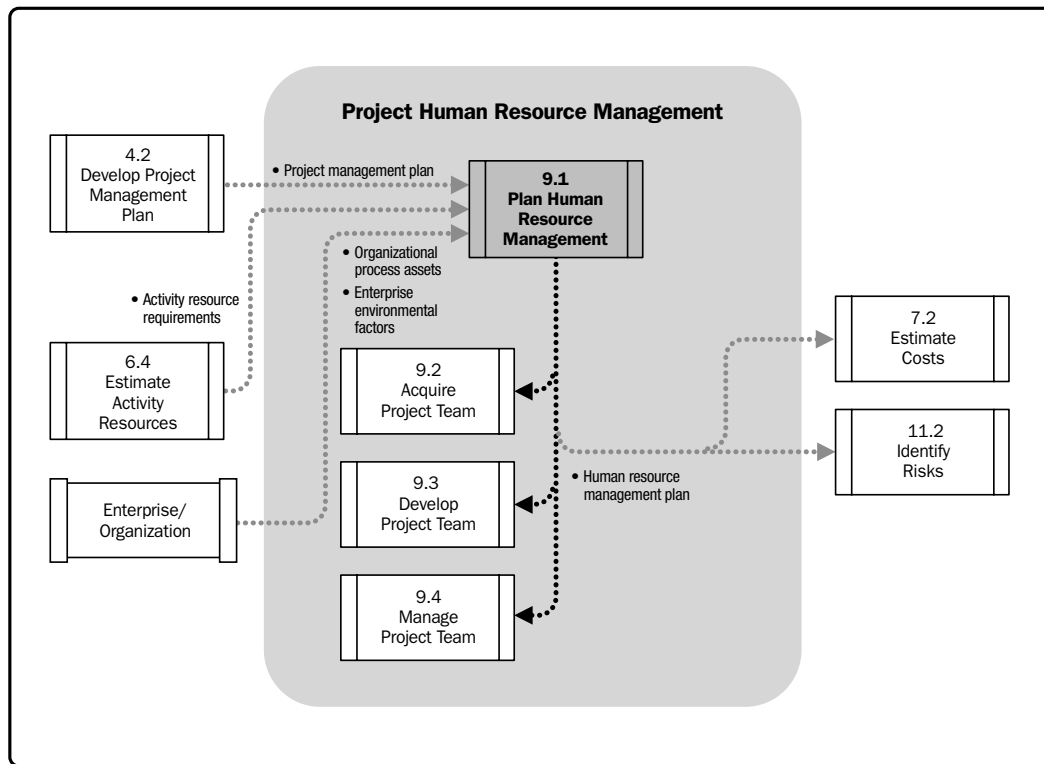 Project Human Resource Management
4.2
Develop Project
Management
Plan
• Project management plan
9.1
Plan Human
Resource
Management
• Organizational
process assets
• Enterprise
environmental
factors
• Activity resource
requirements
6.4
Estimate
Activity
Resources
Enterprise/
Organization
9.2
Acquire
Project Team
9.3
Develop
Project Team
9.4
Manage
Project Team
• Human resource
management plan
7.2
Estimate
Costs
11.2
Identify
Risks